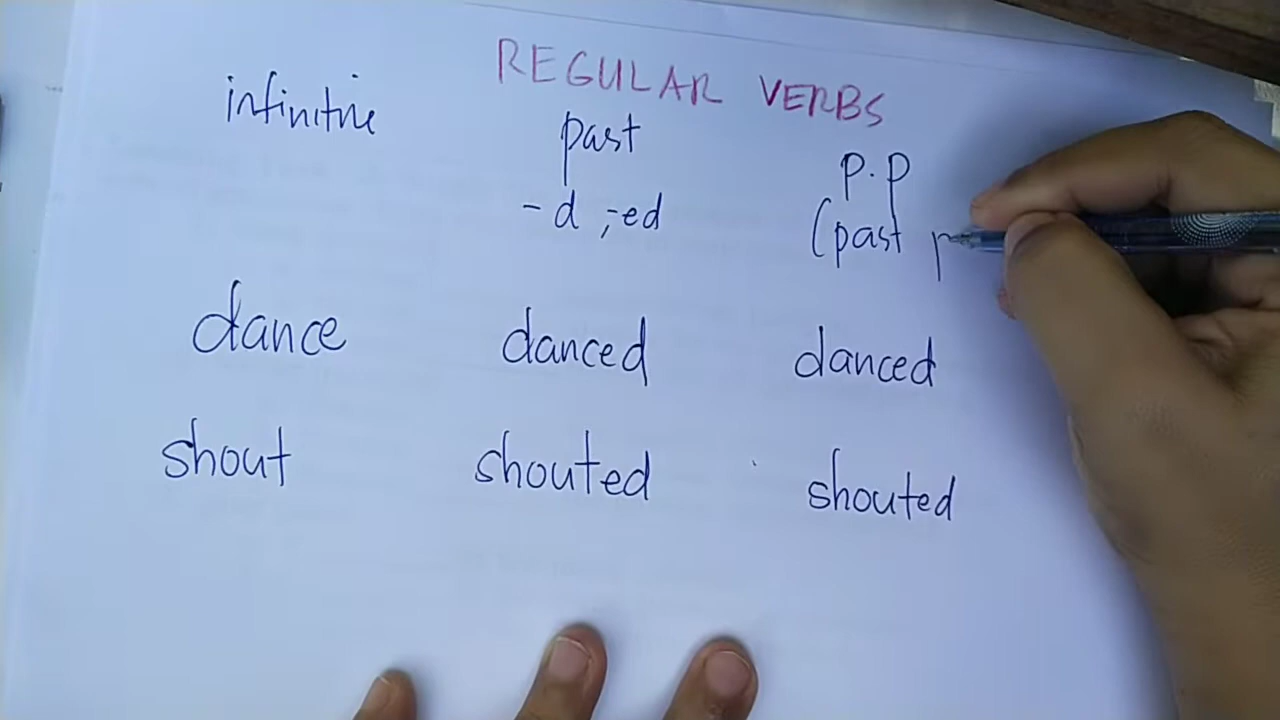 REGULAR VERBS
infinitive past P.P
-d ;-ed (past p
dance danced danced
shout shouted shouted